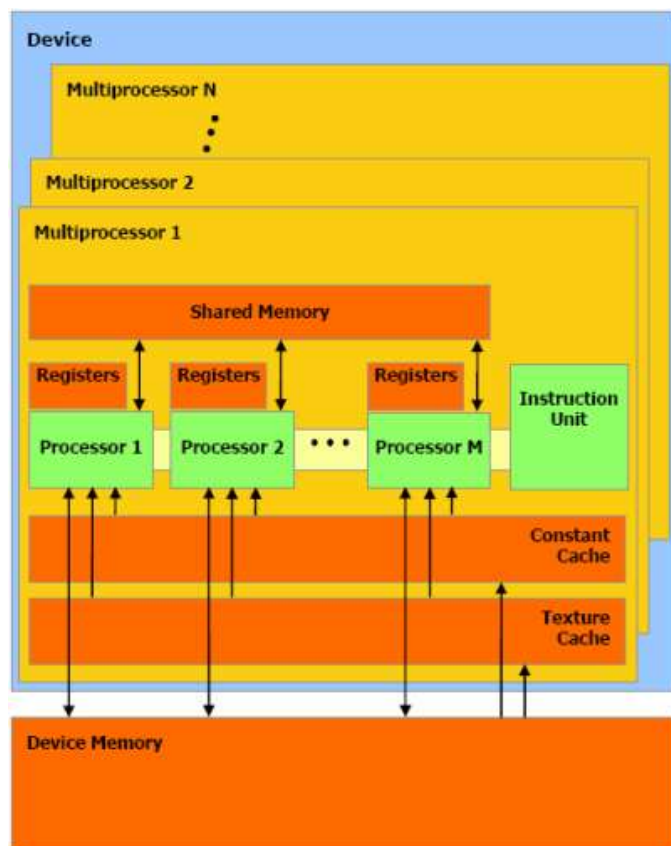 Device
Multiprocessor N
Multiprocessor 2
Multiprocessor 1
Shared Memory
Registers
Registers
Registers
Instruction
Unit
Processor 1
Processor 2
Processor M
Constant
Cache
Texture
Cache
Device Memory